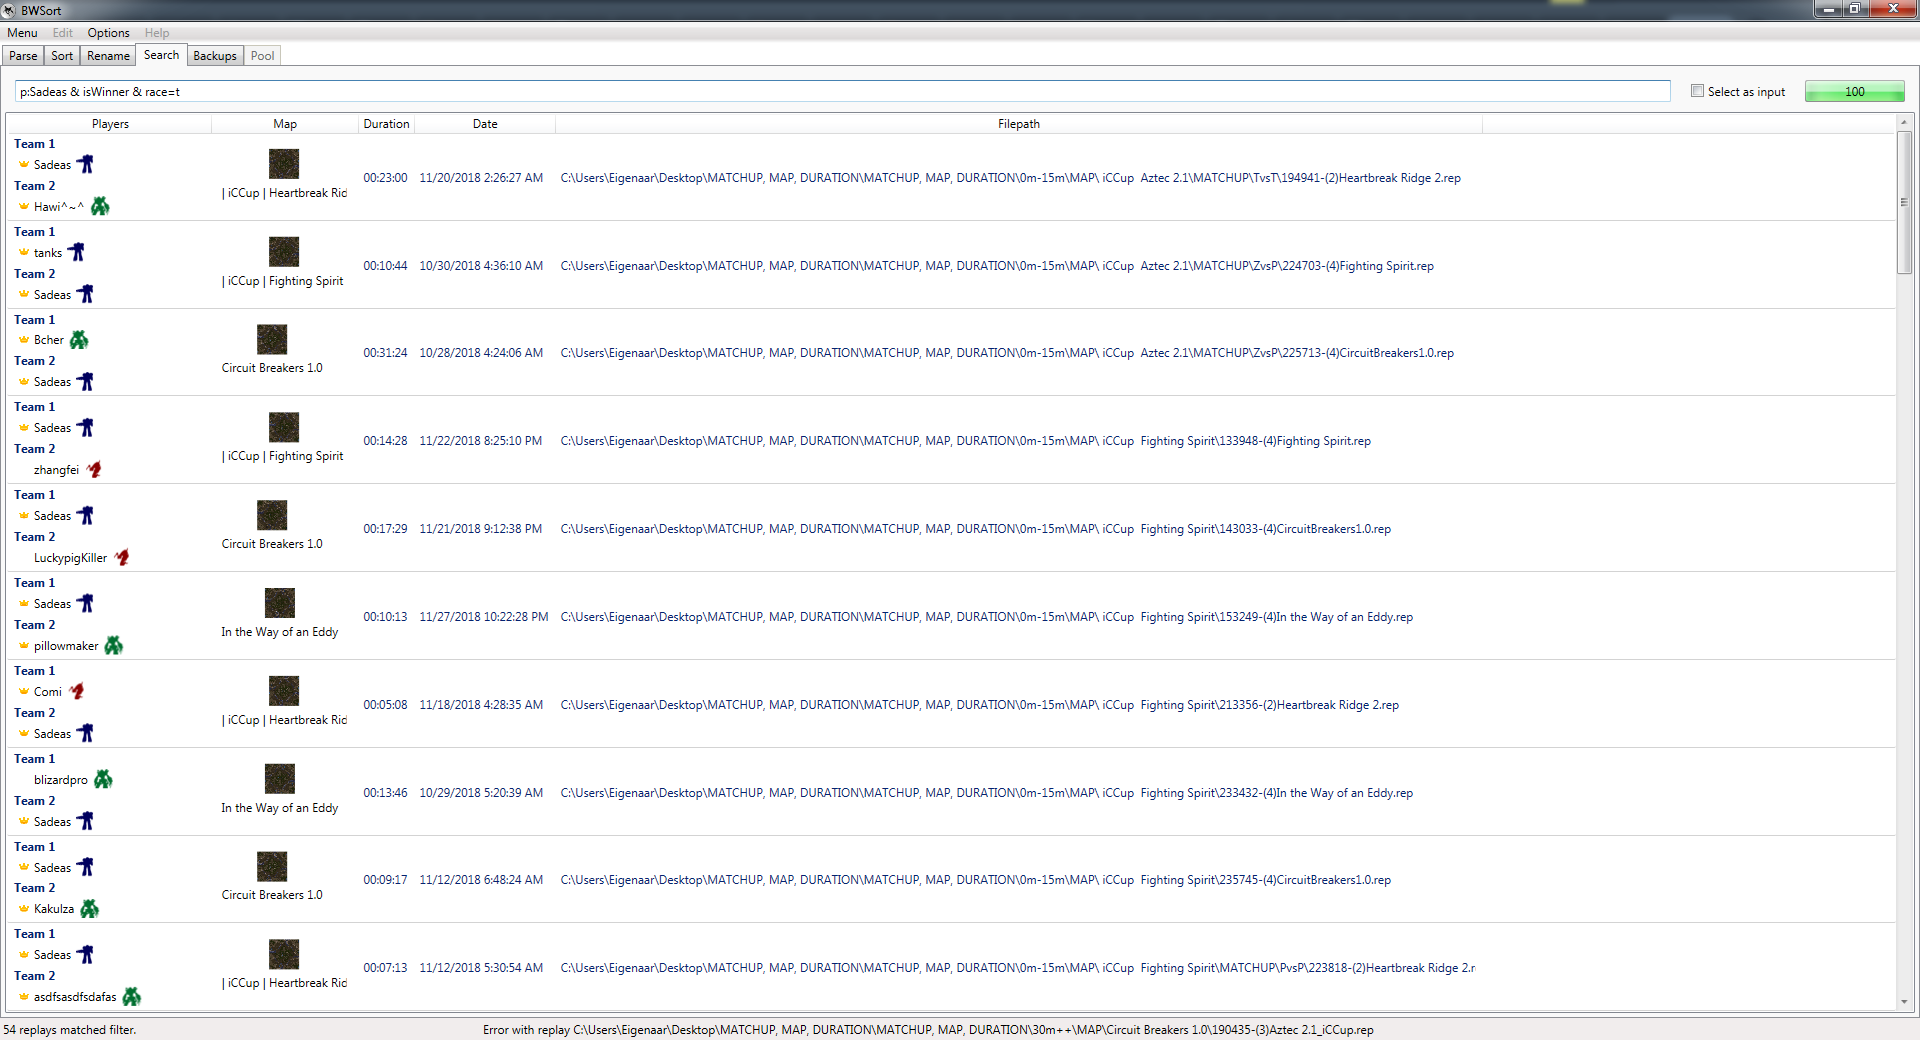 BWSort
Menu Edit Options Help
Parse Sort Rename Search Backups Pool
p:Sadeas & isWinner & race=t
Select as input
100
Players Map Duration Date Filepath
Team 1
Sadeas
Team 2
Hawi^~^
| iCCup | Heartbreak Rid
00:23:00 11/20/2018 2:26:27 AM C:\Users\Eigenaar\Desktop\MATCHUP, MAP, DURATION\MATCHUP, MAP, DURATION\0m-15m\MAP\ iCCup  Aztec 2.1\MATCHUP\TvsT\194941-(2)Heartbreak Ridge 2.rep
Team 1
tanks
Team 2
Sadeas
| iCCup | Fighting Spirit
00:10:44 10/30/2018 4:36:10 AM C:\Users\Eigenaar\Desktop\MATCHUP, MAP, DURATION\MATCHUP, MAP, DURATION\0m-15m\MAP\ iCCup  Aztec 2.1\MATCHUP\ZvsP\224703-(4)Fighting Spirit.rep
Team 1
Bcher
Team 2
Sadeas
Circuit Breakers 1.0
00:31:24 10/28/2018 4:24:06 AM C:\Users\Eigenaar\Desktop\MATCHUP, MAP, DURATION\MATCHUP, MAP, DURATION\0m-15m\MAP\ iCCup  Aztec 2.1\MATCHUP\ZvsP\225713-(4)CircuitBreakers1.0.rep
Team 1
Sadeas
Team 2
zhangfei
| iCCup | Fighting Spirit
00:14:28 11/22/2018 8:25:10 PM C:\Users\Eigenaar\Desktop\MATCHUP, MAP, DURATION\MATCHUP, MAP, DURATION\0m-15m\MAP\ iCCup  Fighting Spirit\133948-(4)Fighting Spirit.rep
Team 1
Sadeas
Team 2
LuckypigKiller
Circuit Breakers 1.0
00:17:29 11/21/2018 9:12:38 PM C:\Users\Eigenaar\Desktop\MATCHUP, MAP, DURATION\MATCHUP, MAP, DURATION\0m-15m\MAP\ iCCup  Fighting Spirit\143033-(4)CircuitBreakers1.0.rep
Team 1
Sadeas
Team 2
pillowmaker
In the Way of an Eddy
00:10:13 11/27/2018 10:22:28 PM C:\Users\Eigenaar\Desktop\MATCHUP, MAP, DURATION\MATCHUP, MAP, DURATION\0m-15m\MAP\ iCCup  Fighting Spirit\153249-(4)In the Way of an Eddy.rep
Team 1
Comi
Team 2
Sadeas
| iCCup | Heartbreak Rid
00:05:08 11/18/2018 4:28:35 AM C:\Users\Eigenaar\Desktop\MATCHUP, MAP, DURATION\MATCHUP, MAP, DURATION\0m-15m\MAP\ iCCup  Fighting Spirit\213356-(2)Heartbreak Ridge 2.rep
Team 1
blizardpro
Team 2
Sadeas
In the Way of an Eddy
00:13:46 10/29/2018 5:20:39 AM C:\Users\Eigenaar\Desktop\MATCHUP, MAP, DURATION\MATCHUP, MAP, DURATION\0m-15m\MAP\ iCCup  Fighting Spirit\233432-(4)In the Way of an Eddy.rep
Team 1
Sadeas
Team 2
Kakulza
Circuit Breakers 1.0
00:09:17 11/12/2018 6:48:24 AM C:\Users\Eigenaar\Desktop\MATCHUP, MAP, DURATION\MATCHUP, MAP, DURATION\0m-15m\MAP\ iCCup  Fighting Spirit\235745-(4)CircuitBreakers1.0.rep
Team 1
Sadeas
Team 2
asdfsasdfsdafas
| iCCup | Heartbreak Rid
00:07:13 11/12/2018 5:30:54 AM C:\Users\Eigenaar\Desktop\MATCHUP, MAP, DURATION\MATCHUP, MAP, DURATION\0m-15m\MAP\ iCCup  Fighting Spirit\MATCHUP\PvsP\223818-(2)Heartbreak Ridge 2.r
54 replays matched filter.
Error with replay C:\Users\Eigenaar\Desktop\MATCHUP, MAP, DURATION\MATCHUP, MAP, DURATION\30m++\MAP\Circuit Breakers 1.0\190435-(3)Aztec 2.1_iCCup.rep